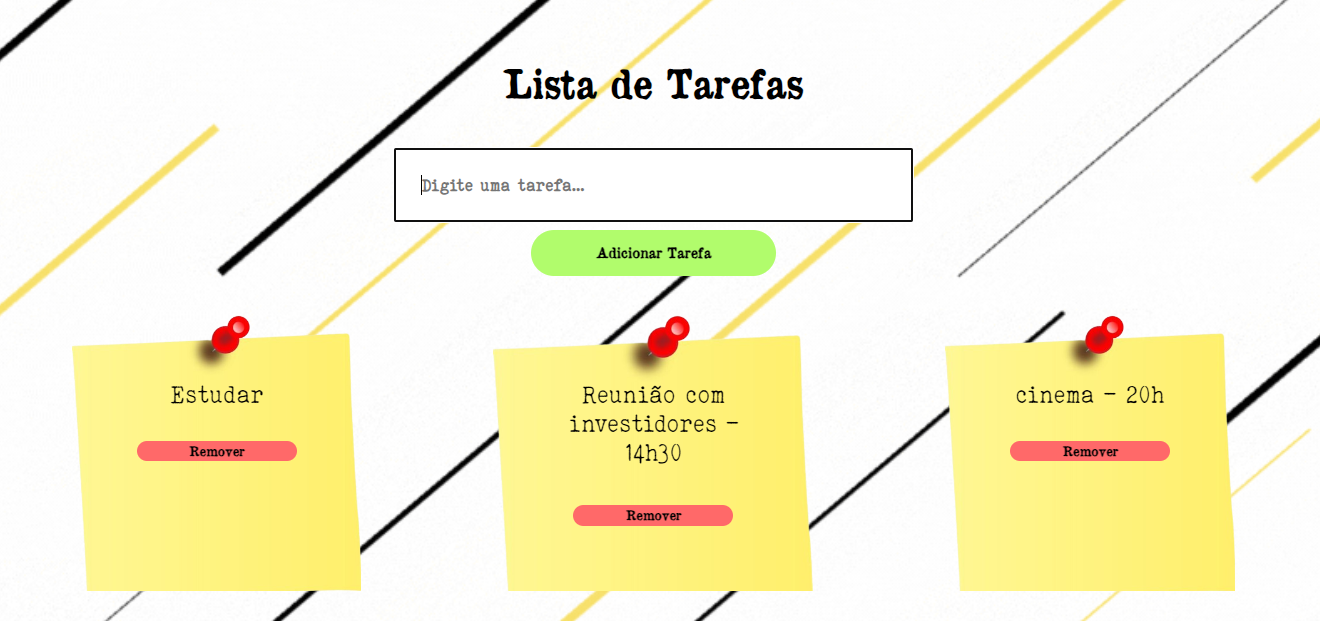 Lista de Tarefas
Digite uma tarefa...
Adicionar Tarefa
Estudar
Remover
Reunião com
investidores -
14h30
Remover
cinema - 20h
Remover